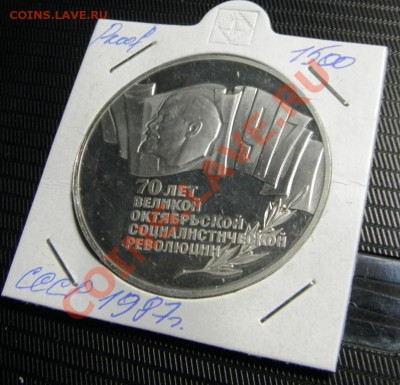 COINS.LAVE.RU
Proof
1500
70 ЛЕТ
ВЕЛИКОЙ
ОКТЯБРЬСКОЙ
СОЦИАЛИСТИЧЕСКОЙ
РЕВОЛЮЦИИ
СССР 1987г.